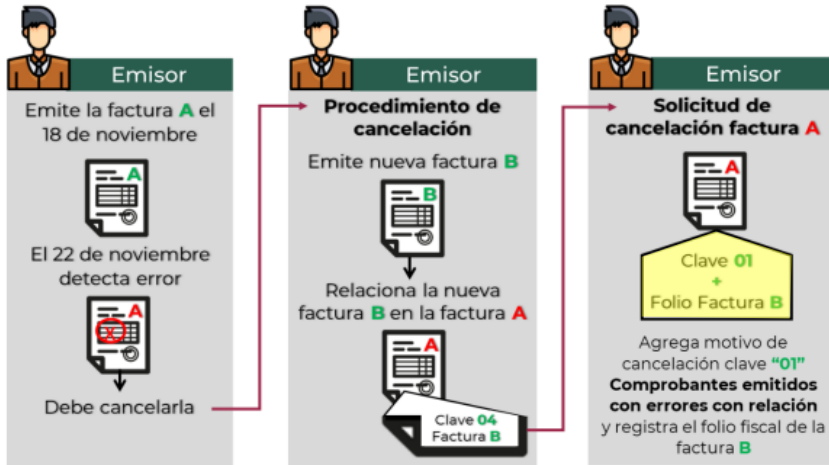 Emisor
Emite la factura A el
18 de noviembre
A
El 22 de noviembre
detecta error
A
x
Debe cancelarla
Emisor
Procedimiento de
cancelación
Emite nueva factura B
B
Relaciona la nueva
factura B en la factura A
A
Clave 04
Factura B
Emisor
Solicitud de
cancelación factura A
A
Clave 01
+
Folio Factura B
Agrega motivo de
cancelación clave “01”
Comprobantes emitidos
con errores con relación
y registra el folio fiscal de la
factura B